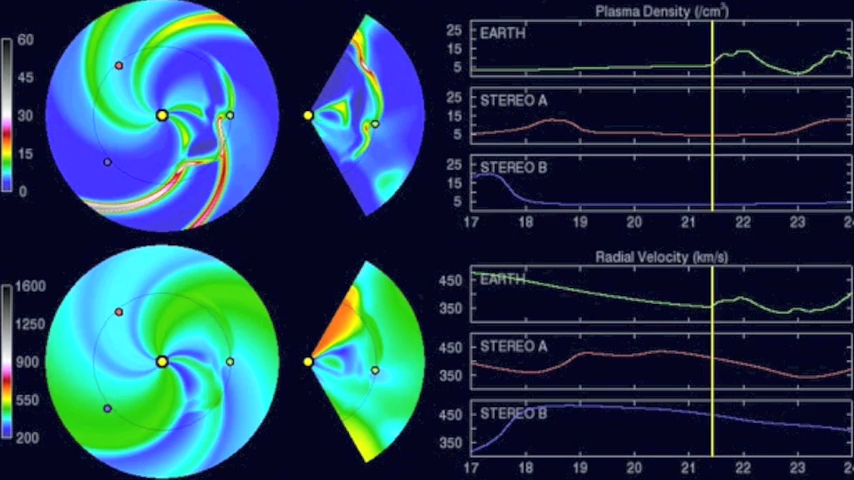 Plasma Density (/cm³)
60
45
30
15
0
25
15
5
EARTH
25
15
5
STEREO A
25
15
5
STEREO B
17 18 19 20 21 22 23 24
Radial Velocity (km/s)
1600
1250
900
550
200
450
350
EARTH
450
350
STEREO A
450
350
STEREO B
17 18 19 20 21 22 23 24